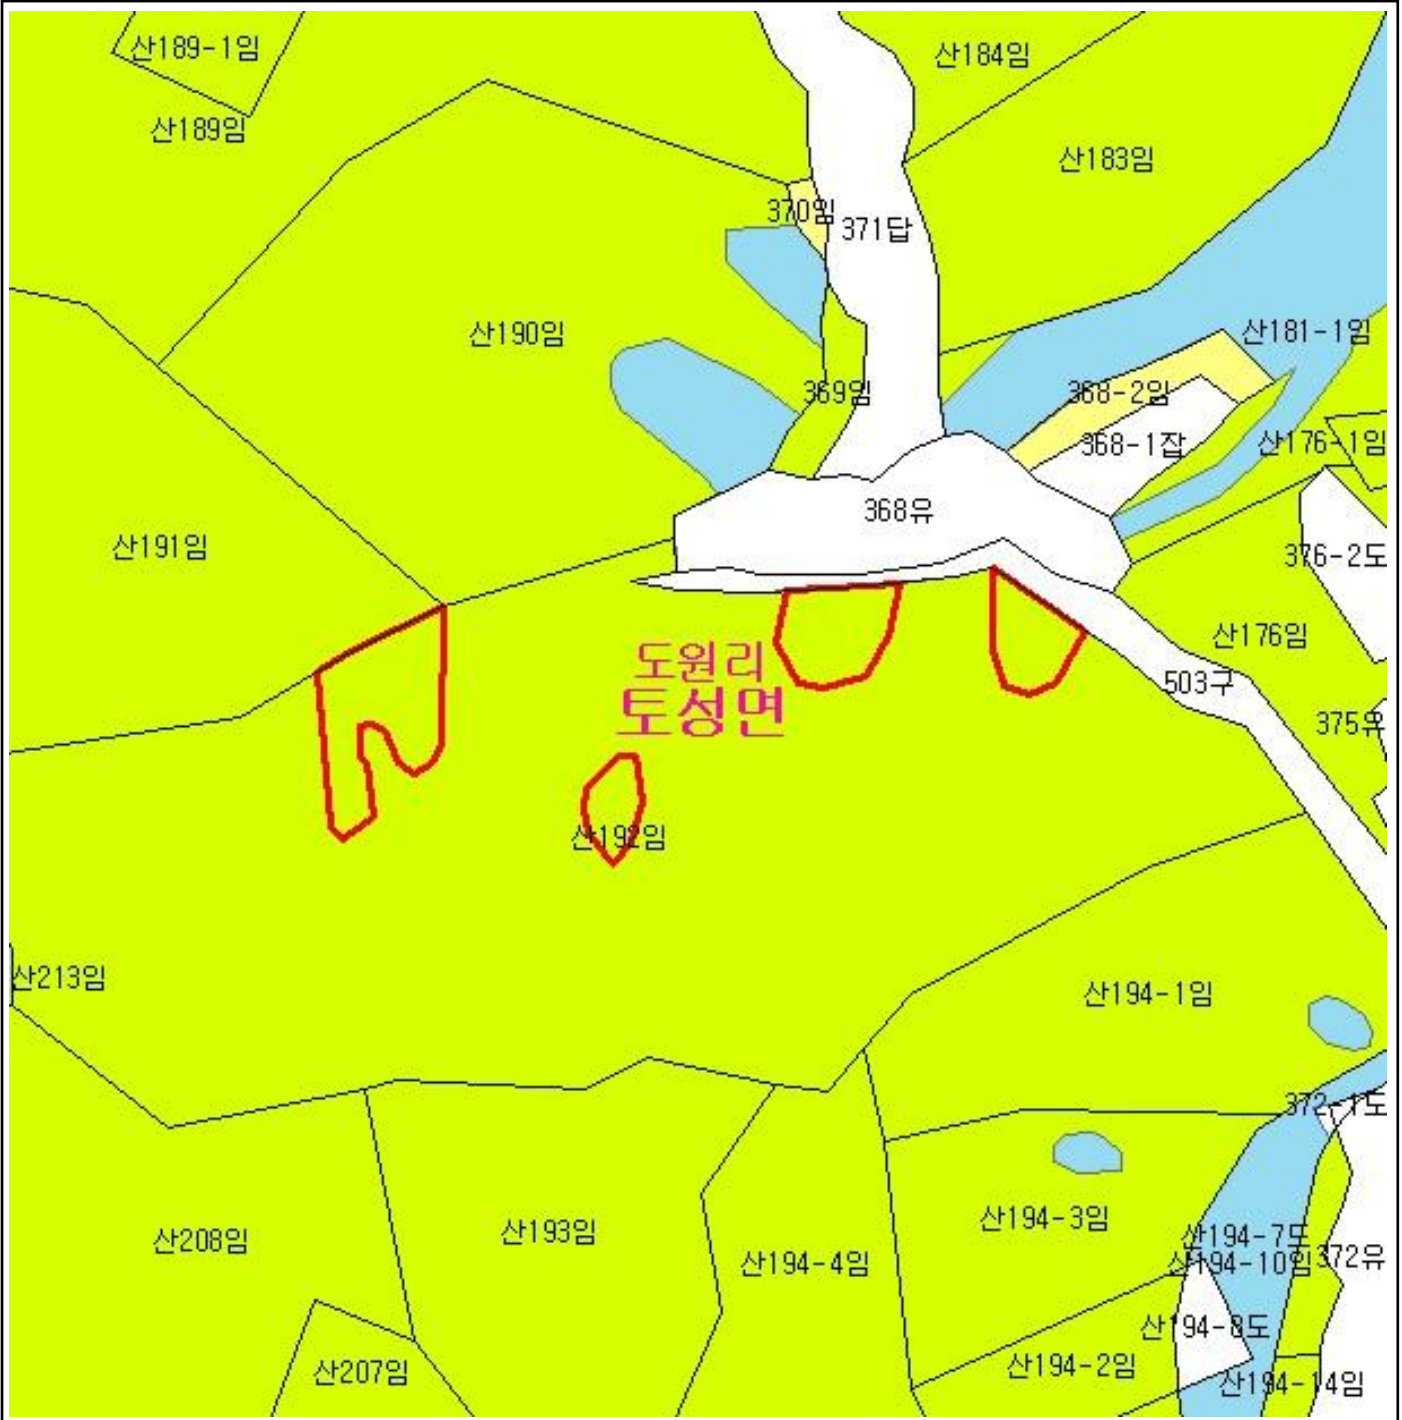 산189-1임
산184임
산189임
산183임
370임
371답
산190임
산181-1임
369임
368-2임
368-1잡
산176-1임
368유
산191임
376-2도
산176임
도원리
503구
토성면
375유
산192임
산213임
산194-1임
372-1도
산194-3임
산193임
산208임
산194-7도
372유
산194-10임
산194-4임
산194-8도
산194-2임
산207임
산194-14임